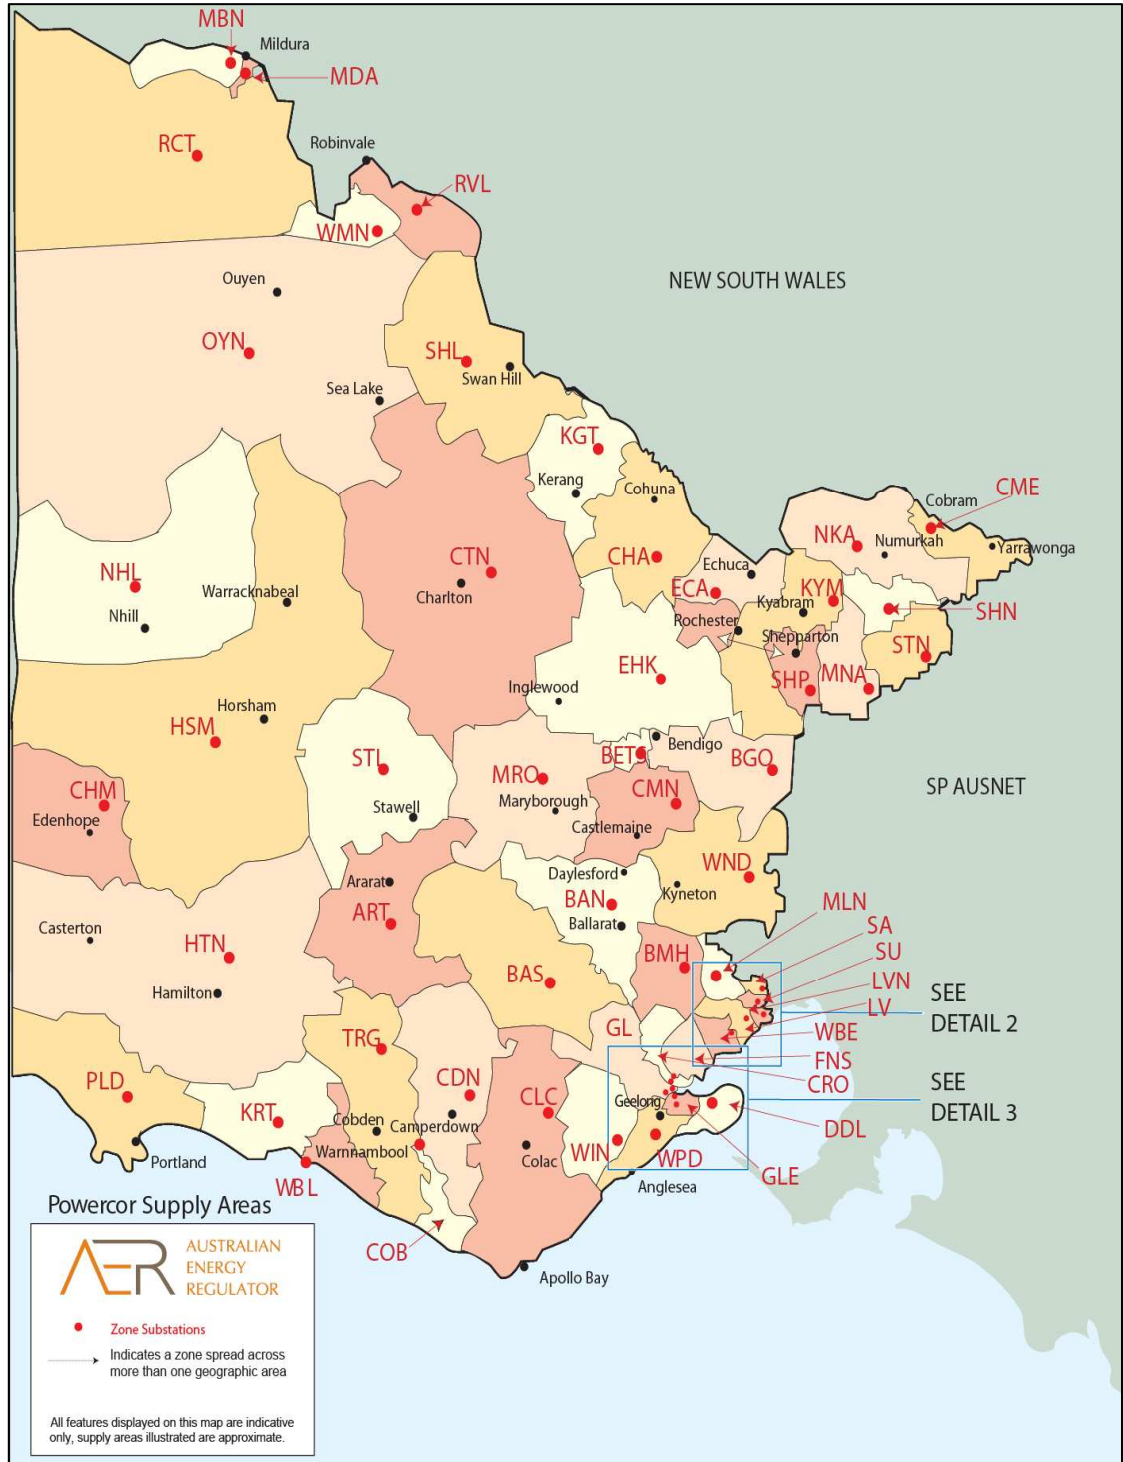 MBN
Mildura
MDA
RCT
Robinvale
RVL
WMN
NEW SOUTH WALES
Ouyen
OYN
SHL
Swan Hill
Sea Lake
KGT
Kerang
Cohuna
Cobram
CME
NKA
Numurkah
Yarrawonga
CTN
Charlton
CHA
Echuca
ECA
KYM
Kyabram
NHL
Nhill
Warracknabeal
Rochester
SHN
Shepparton
STN
EHK
Inglewood
SHP
MNA
Horsham
HSM
STL
Stawell
MRO
Maryborough
BET
Bendigo
BGO
CMN
Castlemaine
SP AUSNET
CHM
Edenhope
WND
Kyneton
Daylesford
BAN
Ballarat
Ararat
ART
MLN
SA
SU
LVN
LV
WBE
FNS
CRO
SEE
DETAIL 2
Casterton
HTN
Hamilton
BAS
BMH
GL
TRG
PLD
Portland
KRT
Cobden
Warnnambool
WBL
CDN
Camperdown
CLC
Colac
WIN
Geelong
WPD
Anglesea
SEE
DETAIL 3
DDL
GLE
COB
Apollo Bay
Powercor Supply Areas
AER
AUSTRALIAN
ENERGY
REGULATOR
Zone Substations
Indicates a zone spread across
more than one geographic area
All features displayed on this map are indicative
only, supply areas illustrated are approximate.